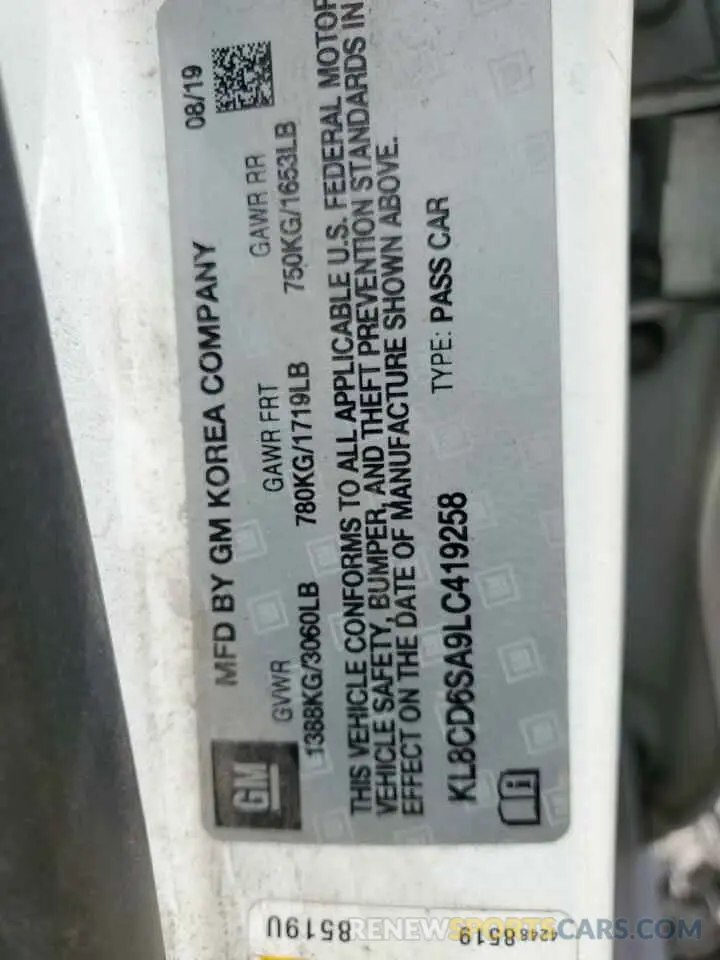 MFD BY GM KOREA COMPANY 08/19
GM
GVWR GAWR FRT GAWR RR
1388KG/3060LB 780KG/1719LB 750KG/1653LB
THIS VEHICLE CONFORMS TO ALL APPLICABLE U.S. FEDERAL MOTOR
VEHICLE SAFETY, BUMPER, AND THEFT PREVENTION STANDARDS IN
EFFECT ON THE DATE OF MANUFACTURE SHOWN ABOVE.
KL8CD6SA9LC419258 TYPE: PASS CAR
8519U
42488519
RENEWSPORTSCARS.COM